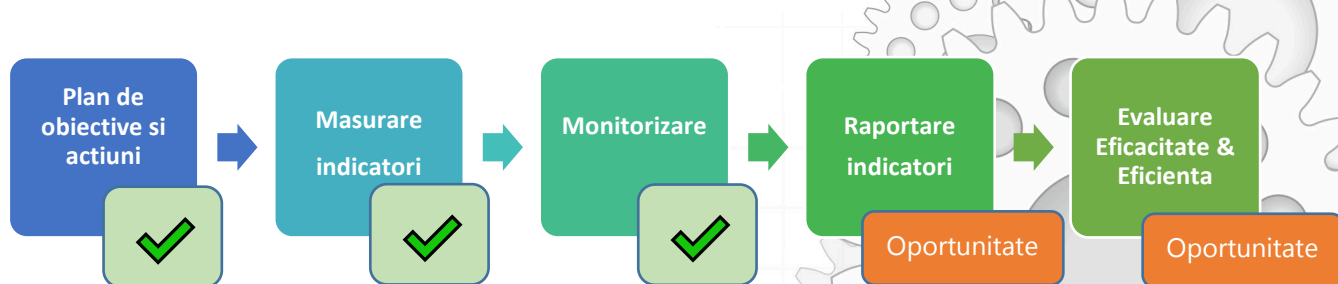 Plan de
obiective si
actiuni
Masurare
indicatori
Monitorizare
Raportare
indicatori
Oportunitate
Evaluare
Eficacitate &
Eficienta
Oportunitate